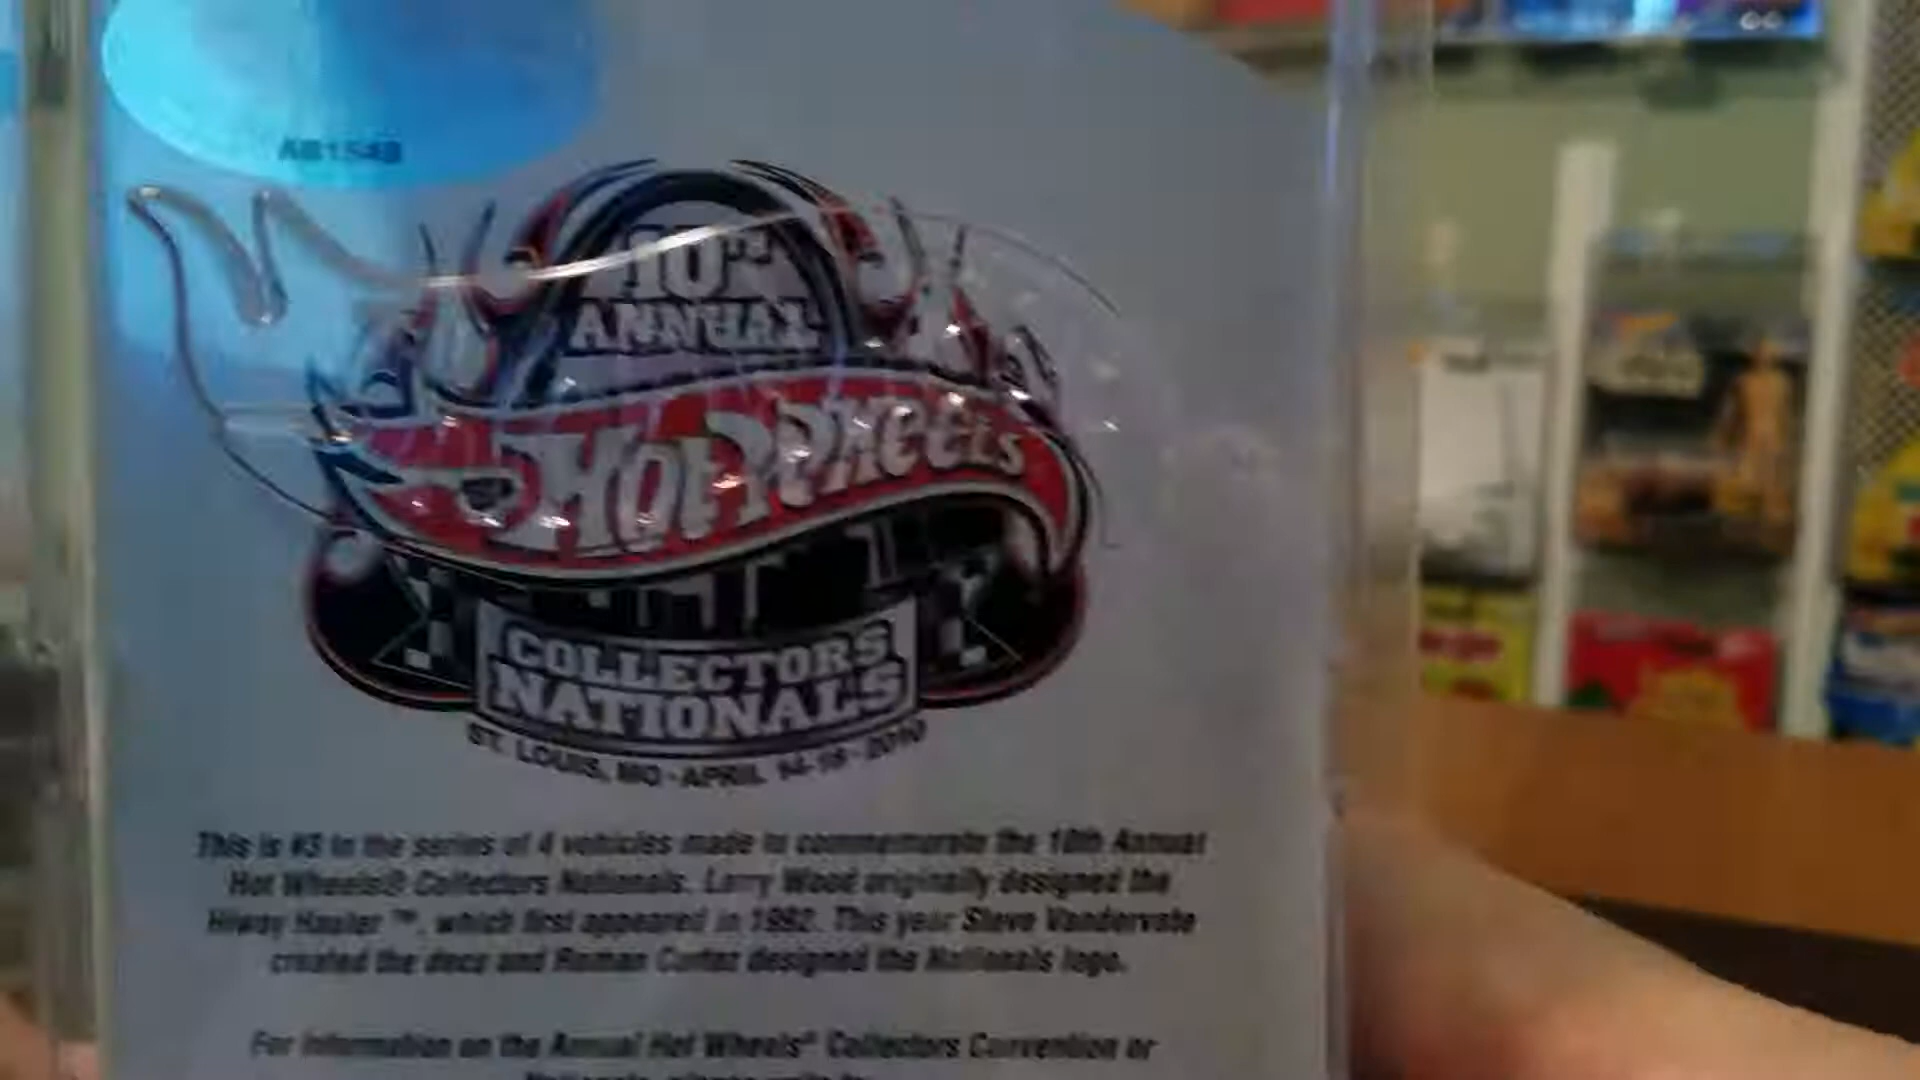 10TH
ANNUAL
HOT WHEELS
COLLECTORS
NATIONALS
ST. LOUIS, MO - APRIL 2010
This is #3 in the series of 4 vehicles made to commemorate the 10th Annual
Hot Wheels® Collectors Nationals. Larry Wood originally designed the
Hiway Hauler ™, which first appeared in This year Steve Vandervate
created the deco and Roman Cortez designed the Nationals logo.
For information on the Annual Hot Wheels® Collectors Convention or